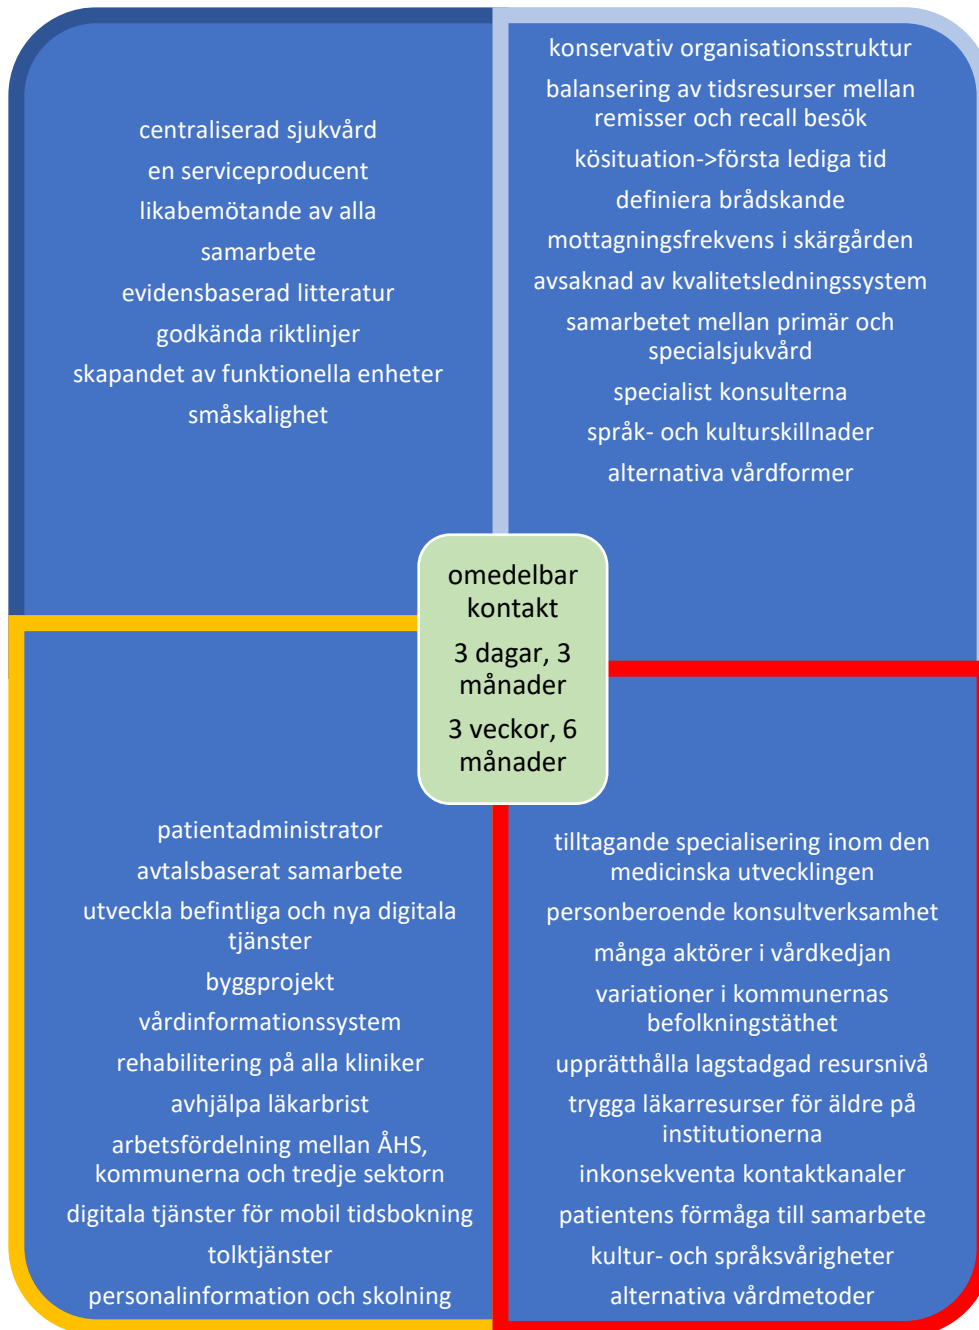 centraliserad sjukvård
en serviceproducent
likabemötande av alla
samarbete
evidensbaserad litteratur
godkända riktlinjer
skapandet av funktionella enheter
småskalighet
konservativ organisationsstruktur
balansering av tidsresurser mellan
remisser och recall besök
kösituation->första lediga tid
definiera brådskande
mottagningsfrekvens i skärgården
avsaknad av kvalitetsledningssystem
samarbetet mellan primär och
specialsjukvård
specialist konsulterna
språk- och kulturskillnader
alternativa vårdformer
omedelbar
kontakt
3 dagar, 3
månader
3 veckor, 6
månader
patientadministrator
avtalsbaserat samarbete
utveckla befintliga och nya digitala
tjänster
byggprojekt
vårdinformationssystem
rehabilitering på alla kliniker
avhjälpa läkarbrist
arbetsfördelning mellan ÅHS,
kommunerna och tredje sektorn
digitala tjänster för mobil tidsbokning
tolktjänster
personalinformation och skolning
tilltagande specialisering inom den
medicinska utvecklingen
personberoende konsultverksamhet
många aktörer i vårdkedjan
variationer i kommunernas
befolkningstäthet
upprätthålla lagstadgad resursnivå
trygga läkarresurser för äldre på
institutionerna
inkonsekventa kontaktkanaler
patientens förmåga till samarbete
kultur- och språksvårigheter
alternativa vårdmetoder